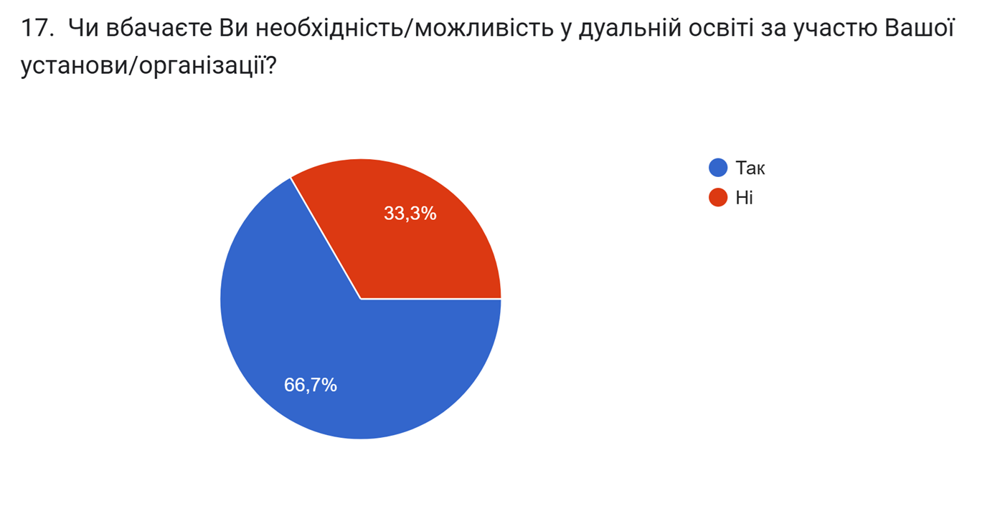 17. Чи вбачаєте Ви необхідність/можливість у дуальній освіті за участю Вашої
установи/організації?
Так
Ні
33,3%
66,7%